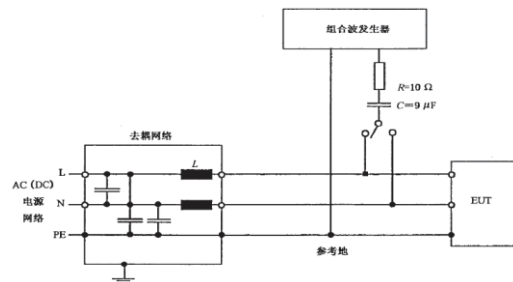 组合波发生器
R=10 Ω
C=9 μF
去耦网络
L
L
AC (DC)
电源
网络
N
PE
EUT
参考地